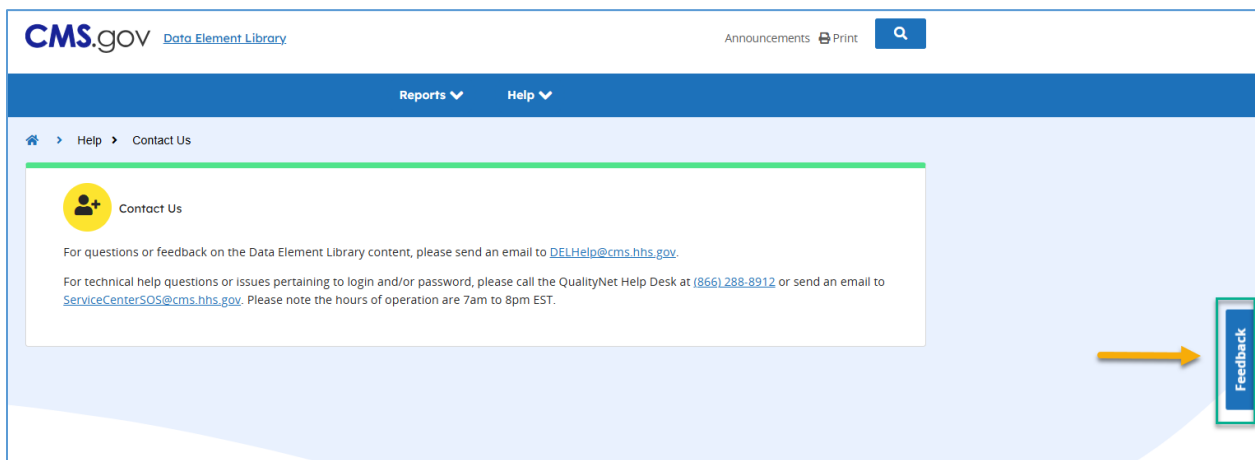 CMS.gov Data Element Library Announcements Print
Reports Help
Help Contact Us
Contact Us
For questions or feedback on the Data Element Library content, please send an email to DELHelp@cms.hhs.gov.
For technical help questions or issues pertaining to login and/or password, please call the QualityNet Help Desk at (866) 288-8912 or send an email to
ServiceCenterSOS@cms.hhs.gov. Please note the hours of operation are 7am to 8pm EST.
Feedback